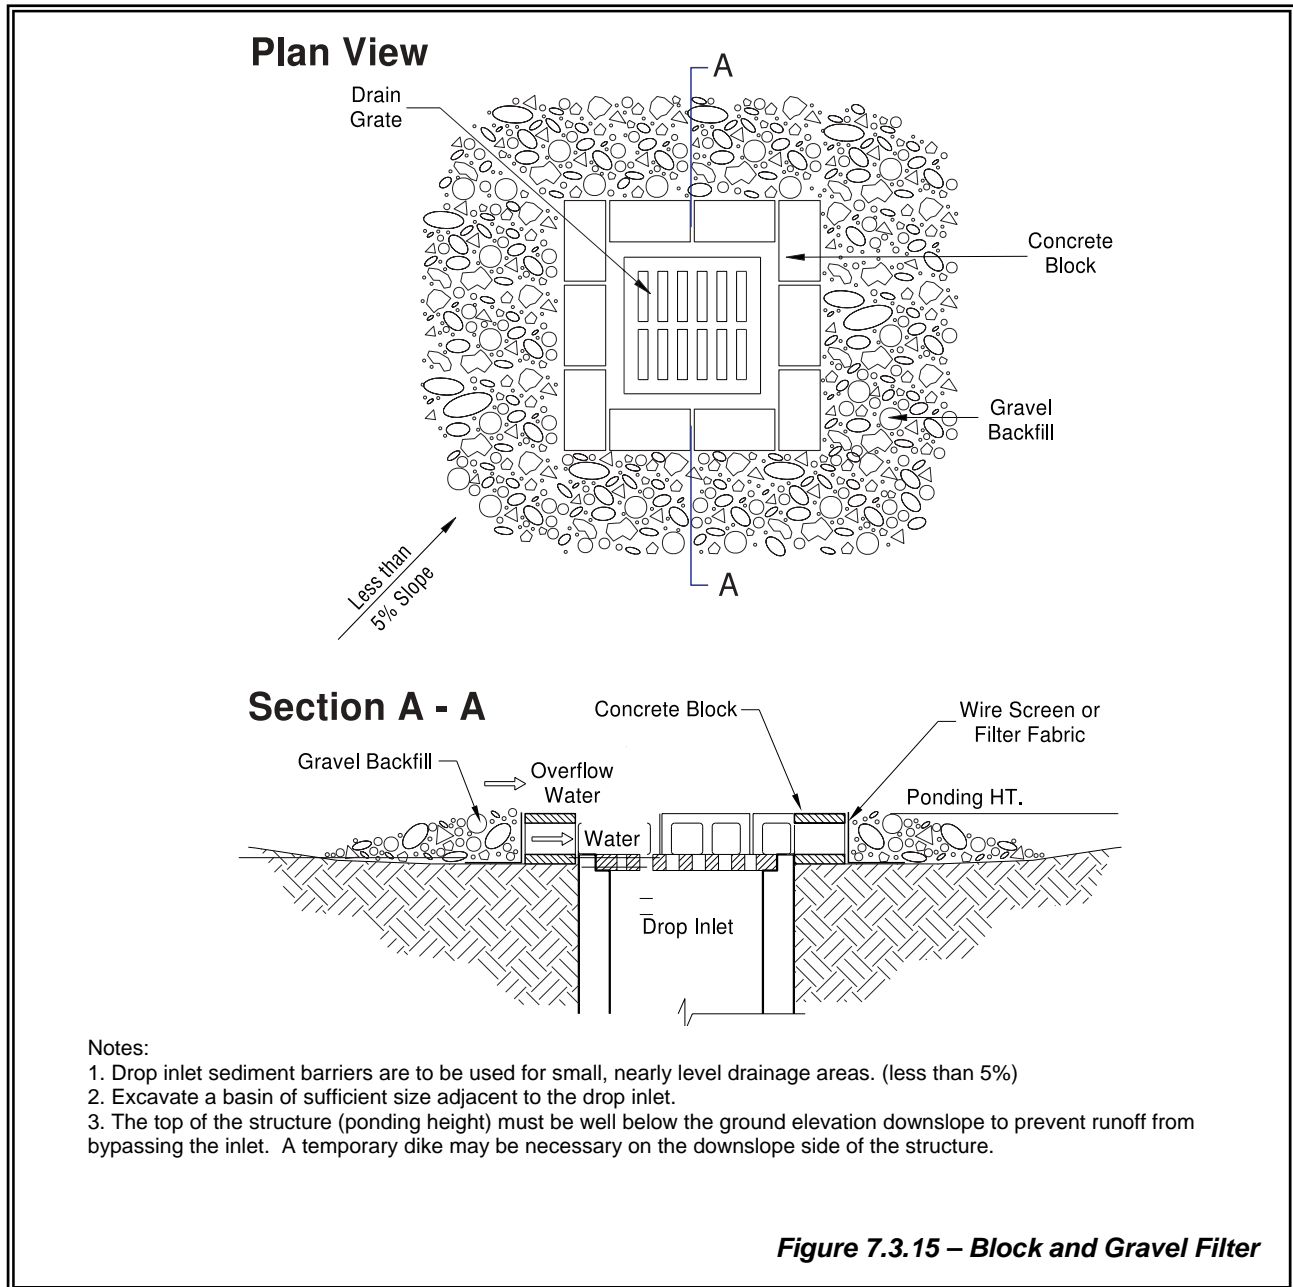 Plan View
A
Drain
Grate
Concrete
Block
Gravel
Backfill
A
Less than
5% Slope
Section A - A
Concrete Block
Wire Screen or
Filter Fabric
Gravel Backfill
Overflow
Water
Ponding HT.
Water
Drop Inlet
Notes:
1. Drop inlet sediment barriers are to be used for small, nearly level drainage areas. (less than 5%)
2. Excavate a basin of sufficient size adjacent to the drop inlet.
3. The top of the structure (ponding height) must be well below the ground elevation downslope to prevent runoff from
bypassing the inlet.  A temporary dike may be necessary on the downslope side of the structure.
Figure 7.3.15 – Block and Gravel Filter